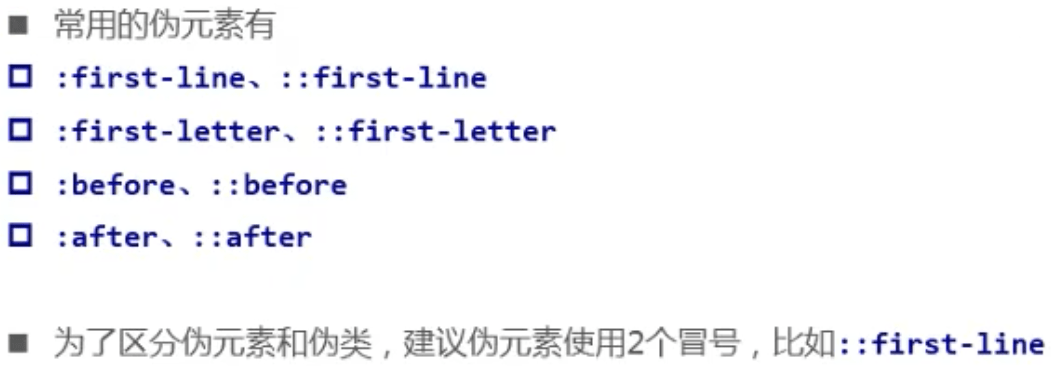 常用的伪元素有
:first-line、::first-line
:first-letter、::first-letter
:before、::before
:after、::after
为了区分伪元素和伪类，建议伪元素使用2个冒号，比如::first-line